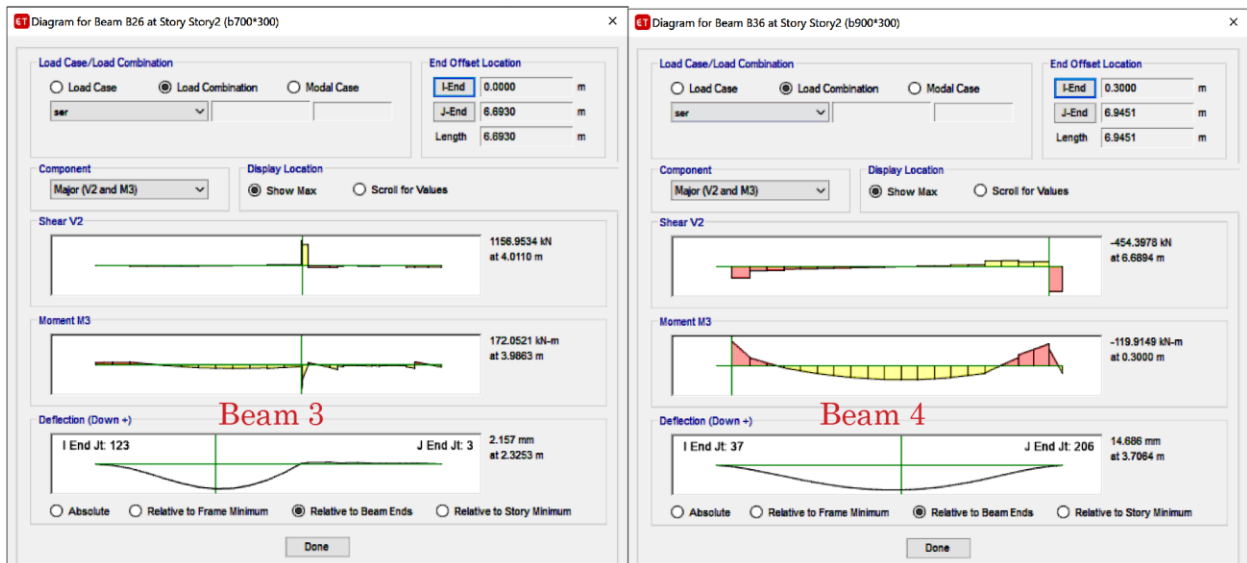 ET Diagram for Beam B26 at Story Story2 (b700*300)
Load Case/Load Combination
Load Case Load Combination Modal Case
ser
End Offset Location
I-End 0.0000 m
J-End 6.6930 m
Length 6.6930 m
Component
Major (V2 and M3)
Display Location
Show Max Scroll for Values
Shear V2
1156.9534 kN
at 4.0110 m
Moment M3
172.0521 kN-m
at 3.9863 m
Beam 3
Deflection (Down +)
I End Jt: 123 J End Jt: 3
2.157 mm
at 2.3253 m
Absolute Relative to Frame Minimum Relative to Beam Ends Relative to Story Minimum
Done
ET Diagram for Beam B36 at Story Story2 (b900*300)
Load Case/Load Combination
Load Case Load Combination Modal Case
ser
End Offset Location
I-End 0.3000 m
J-End 6.9451 m
Length 6.9451 m
Component
Major (V2 and M3)
Display Location
Show Max Scroll for Values
Shear V2
-454.3978 kN
at 6.6894 m
Moment M3
-119.9149 kN-m
at 0.3000 m
Beam 4
Deflection (Down +)
I End Jt: 37 J End Jt: 206
14.686 mm
at 3.7064 m
Absolute Relative to Frame Minimum Relative to Beam Ends Relative to Story Minimum
Done